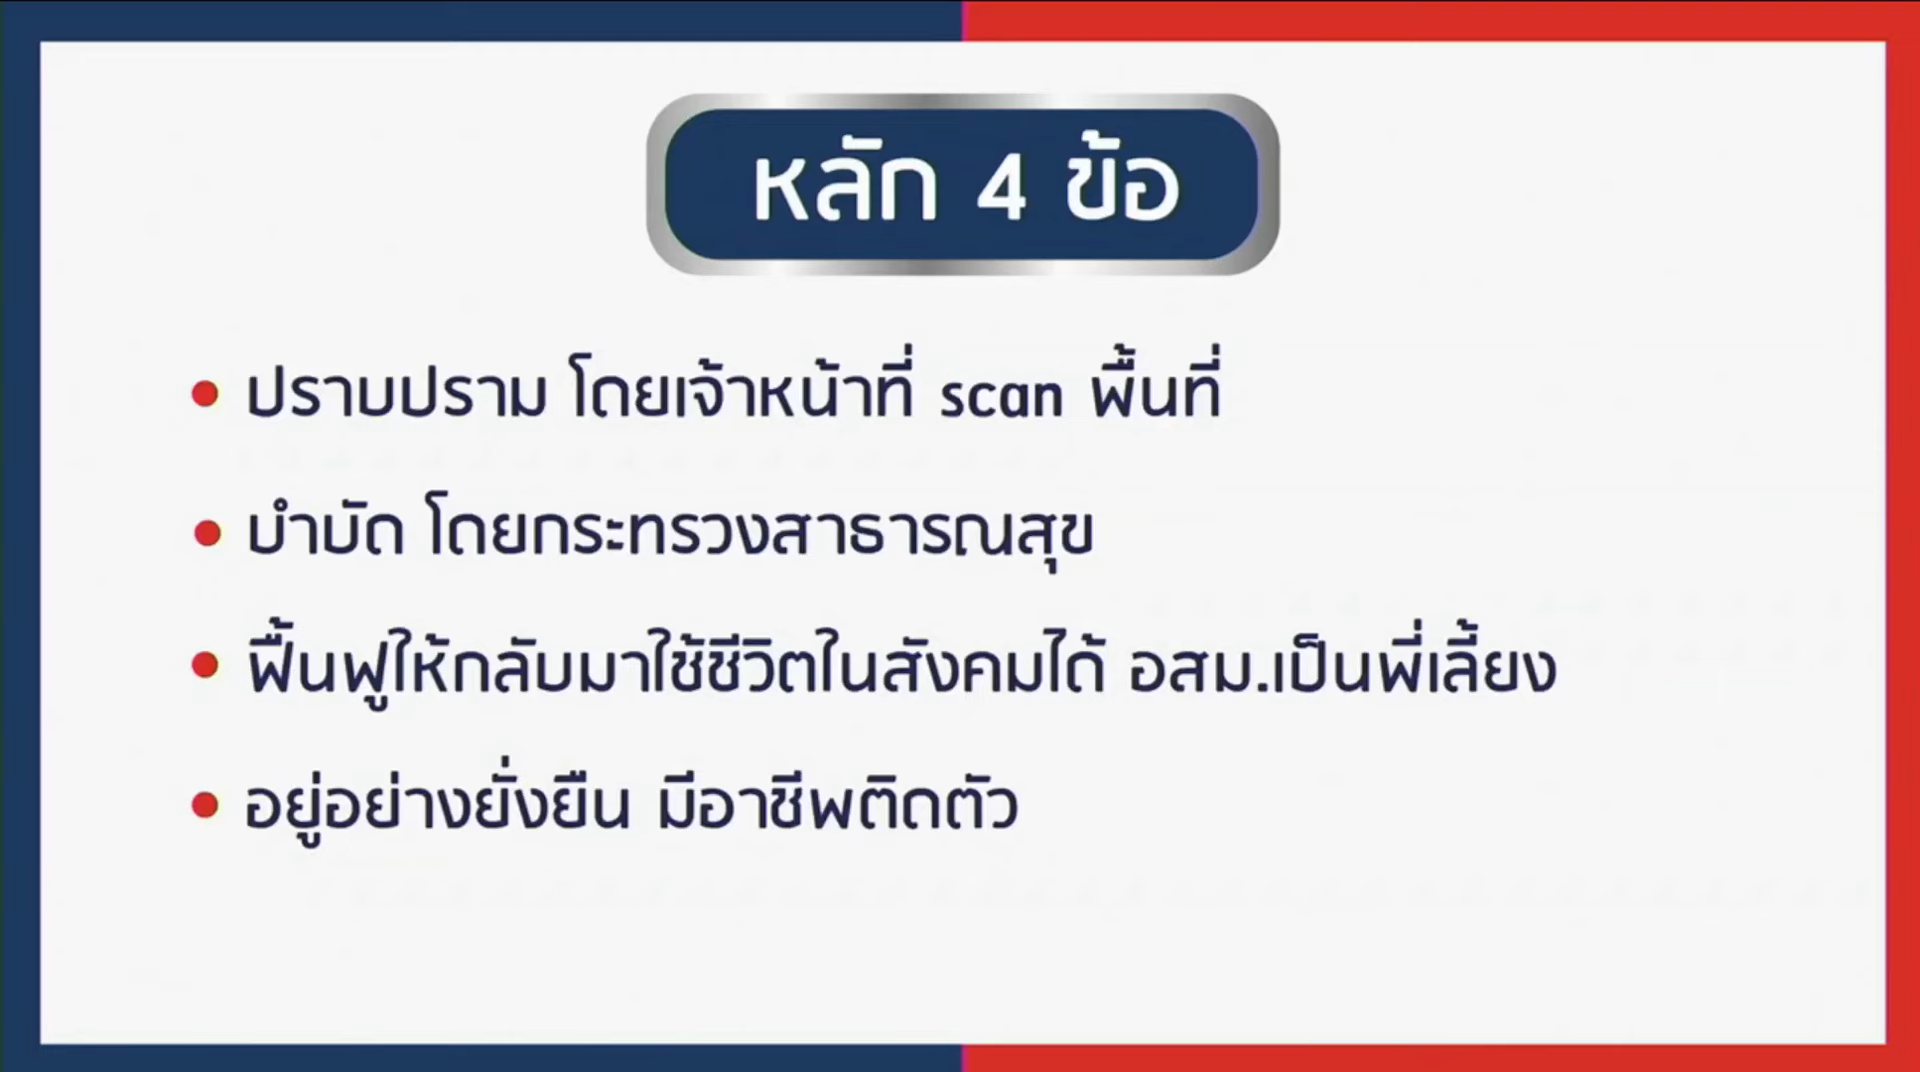 หลัก 4 ข้อ
• ปราบปราม โดยเจ้าหน้าที่ scan พื้นที่
• บำบัด โดยกระทรวงสาธารณสุข
• ฟื้นฟูให้กลับมาใช้ชีวิตในสังคมได้ อสม.เป็นพี่เลี้ยง
• อยู่อย่างยั่งยืน มีอาชีพติดตัว